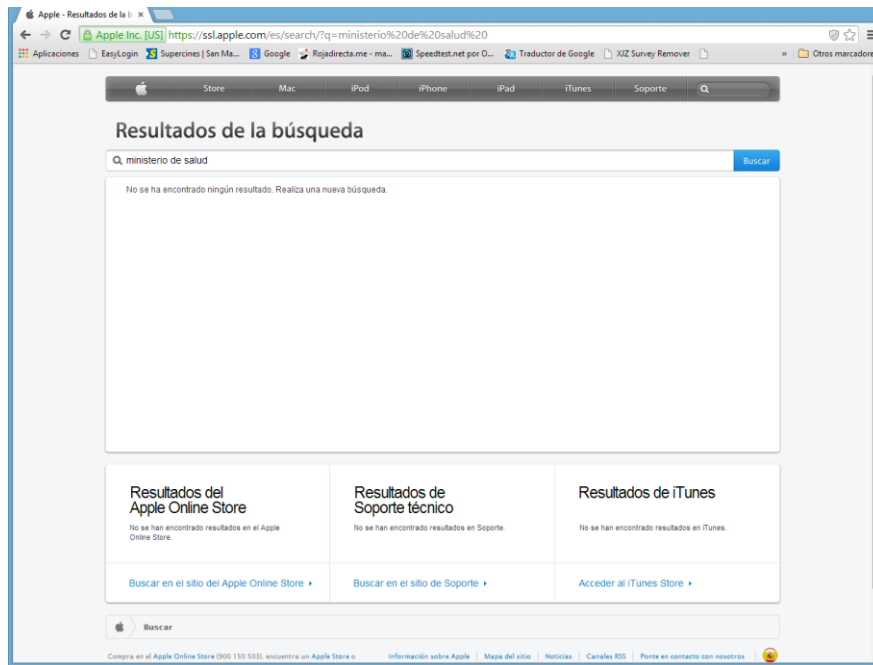 Apple - Resultados de la b
Apple Inc. [US] https://ssl.apple.com/es/search/?q=ministerio%20de%20salud%20
Aplicaciones EasyLogin Supercines | San Ma... Google Rojadirecta.me - ma... Speedtest.net por O... Traductor de Google XJZ Survey Remover » Otros marcadore
Store Mac iPod iPhone iPad iTunes Soporte
Resultados de la búsqueda
ministerio de salud Buscar
No se ha encontrado ningún resultado. Realiza una nueva búsqueda.
Resultados del
Apple Online Store
No se han encontrado resultados en el Apple
Online Store.
Buscar en el sitio del Apple Online Store
Resultados de
Soporte técnico
No se han encontrado resultados en Soporte.
Buscar en el sitio de Soporte
Resultados de iTunes
No se han encontrado resultados en iTunes.
Acceder al iTunes Store
Buscar
Compra en el Apple Online Store (900 150 503), encuentra un Apple Store o Información sobre Apple Mapa del sitio Noticias Canales RSS Ponte en contacto con nosotros